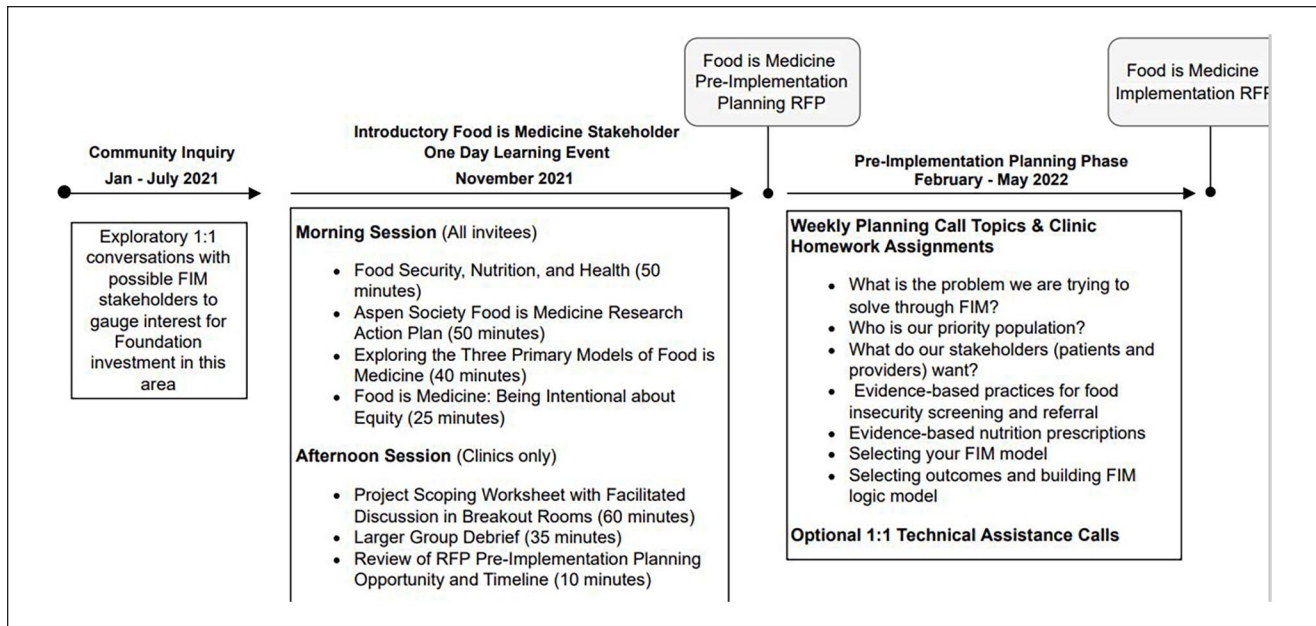 Food is Medicine
Pre-Implementation
Planning RFP
Food is Medicine
Implementation RFP
Community Inquiry
Jan - July 2021
Exploratory 1:1
conversations with
possible FIM
stakeholders to
gauge interest for
Foundation
investment in this
area
Introductory Food is Medicine Stakeholder
One Day Learning Event
November 2021
Morning Session (All invitees)
• Food Security, Nutrition, and Health (50
minutes)
• Aspen Society Food is Medicine Research
Action Plan (50 minutes)
• Exploring the Three Primary Models of Food is
Medicine (40 minutes)
• Food is Medicine: Being Intentional about
Equity (25 minutes)
Afternoon Session (Clinics only)
• Project Scoping Worksheet with Facilitated
Discussion in Breakout Rooms (60 minutes)
• Larger Group Debrief (35 minutes)
• Review of RFP Pre-Implementation Planning
Opportunity and Timeline (10 minutes)
Pre-Implementation Planning Phase
February - May 2022
Weekly Planning Call Topics & Clinic
Homework Assignments
• What is the problem we are trying to
solve through FIM?
• Who is our priority population?
• What do our stakeholders (patients and
providers) want?
• Evidence-based practices for food
insecurity screening and referral
• Evidence-based nutrition prescriptions
• Selecting your FIM model
• Selecting outcomes and building FIM
logic model
Optional 1:1 Technical Assistance Calls